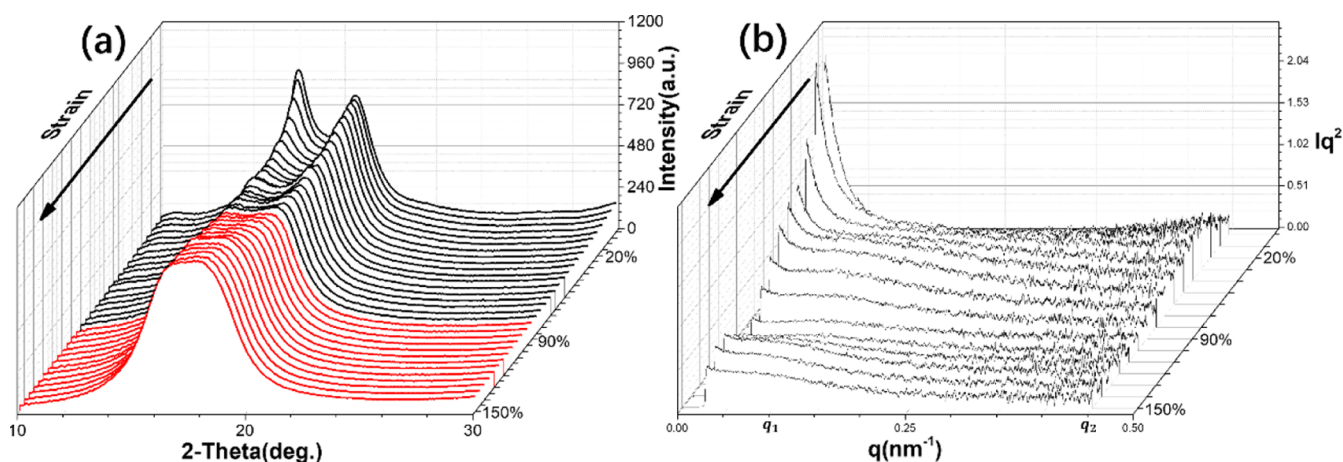 (a)
Strain
1200
960
720
480
240
0
Intensity(a.u.)
20%
90%
150%
10
20
30
2-Theta(deg.)
(b)
Strain
2.04
1.53
1.02
0.51
0.00
Iq²
20%
90%
150%
0.00
q₁
0.25
q₂
0.50
q(nm⁻¹)